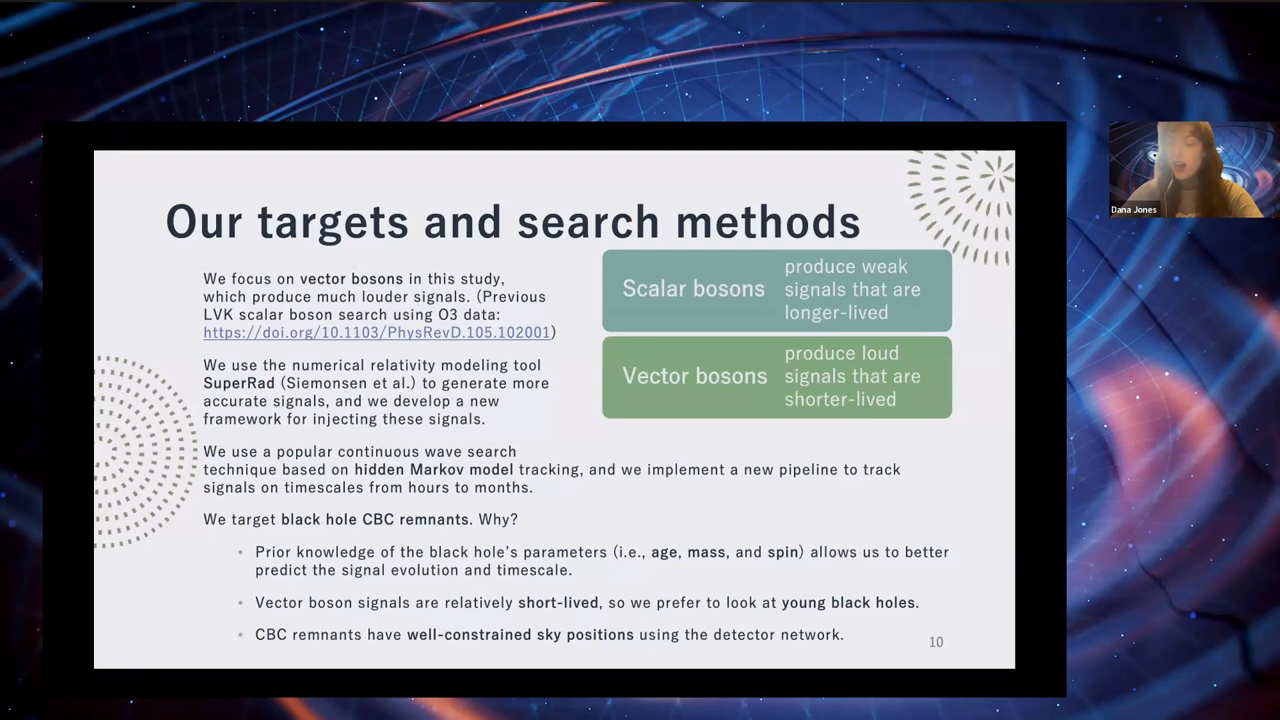 Our targets and search methods
We focus on vector bosons in this study,
which produce much louder signals. (Previous
LVK scalar boson search using O3 data:
https://doi.org/10.1103/PhysRevD.105.102001)
Scalar bosons
produce weak
signals that are
longer-lived
Vector bosons
produce loud
signals that are
shorter-lived
We use the numerical relativity modeling tool
SuperRad (Siemonsen et al.) to generate more
accurate signals, and we develop a new
framework for injecting these signals.
We use a popular continuous wave search
technique based on hidden Markov model tracking, and we implement a new pipeline to track
signals on timescales from hours to months.
We target black hole CBC remnants. Why?
• Prior knowledge of the black hole's parameters (i.e., age, mass, and spin) allows us to better
predict the signal evolution and timescale.
• Vector boson signals are relatively short-lived, so we prefer to look at young black holes.
• CBC remnants have well-constrained sky positions using the detector network.
10
Dana Jones